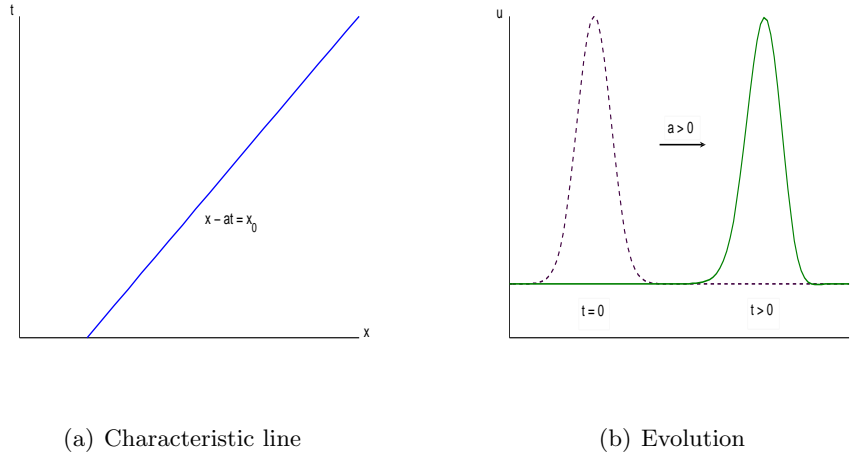 t
x − at = x₀
x
(a) Characteristic line
u
a > 0
t = 0
t > 0
(b) Evolution